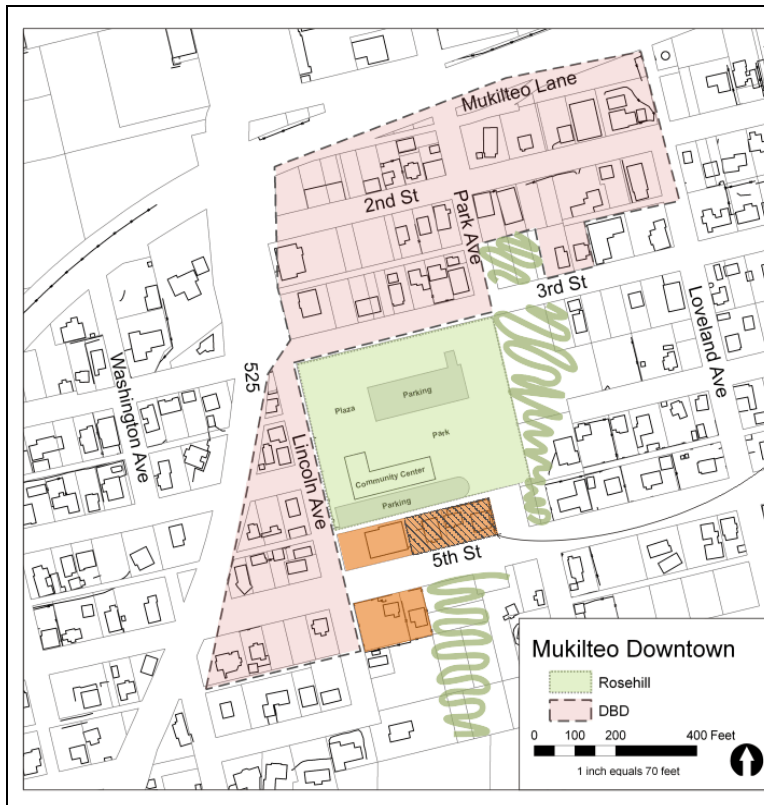 Mukilteo Lane
2nd St
Park Ave
3rd St
Loveland Ave
Washington Ave
525
Lincoln Ave
Plaza
Parking
Park
Community Center
Parking
5th St
Mukilteo Downtown
Rosehill
DBD
0 50 100 200 400 Feet
1 inch equals 70 feet